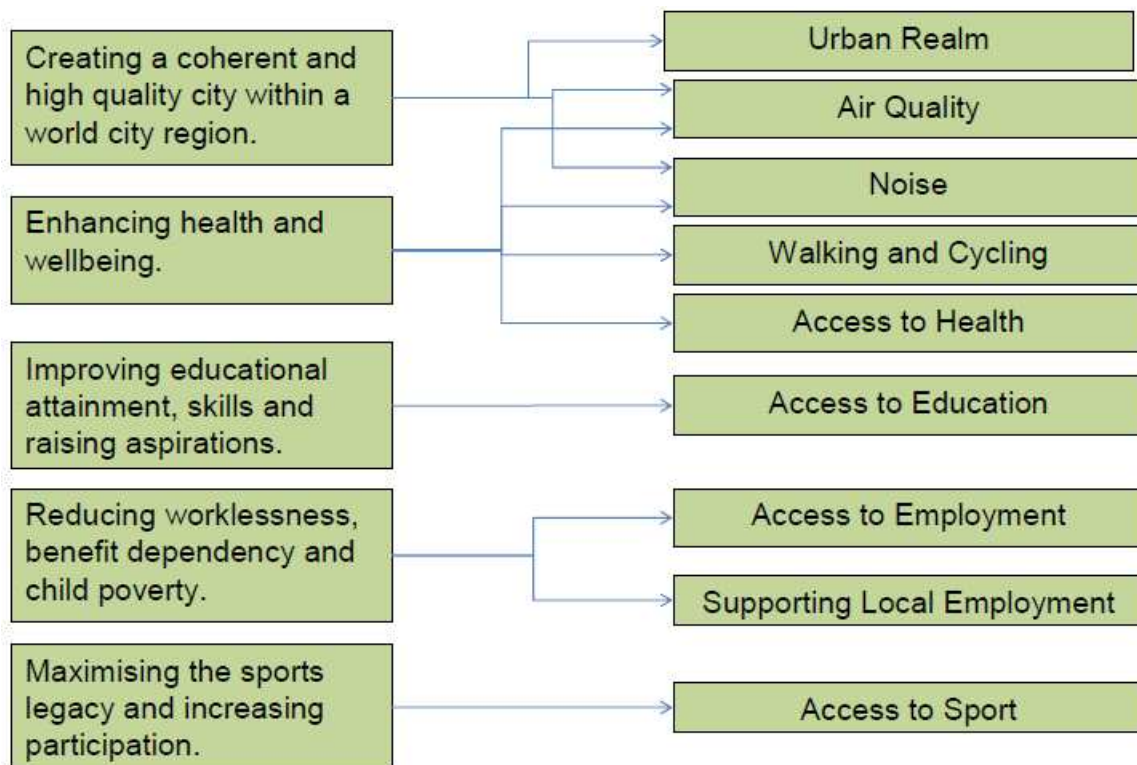 Creating a coherent and
high quality city within a
world city region.
Enhancing health and
wellbeing.
Improving educational
attainment, skills and
raising aspirations.
Reducing worklessness,
benefit dependency and
child poverty.
Maximising the sports
legacy and increasing
participation.
Urban Realm
Air Quality
Noise
Walking and Cycling
Access to Health
Access to Education
Access to Employment
Supporting Local Employment
Access to Sport